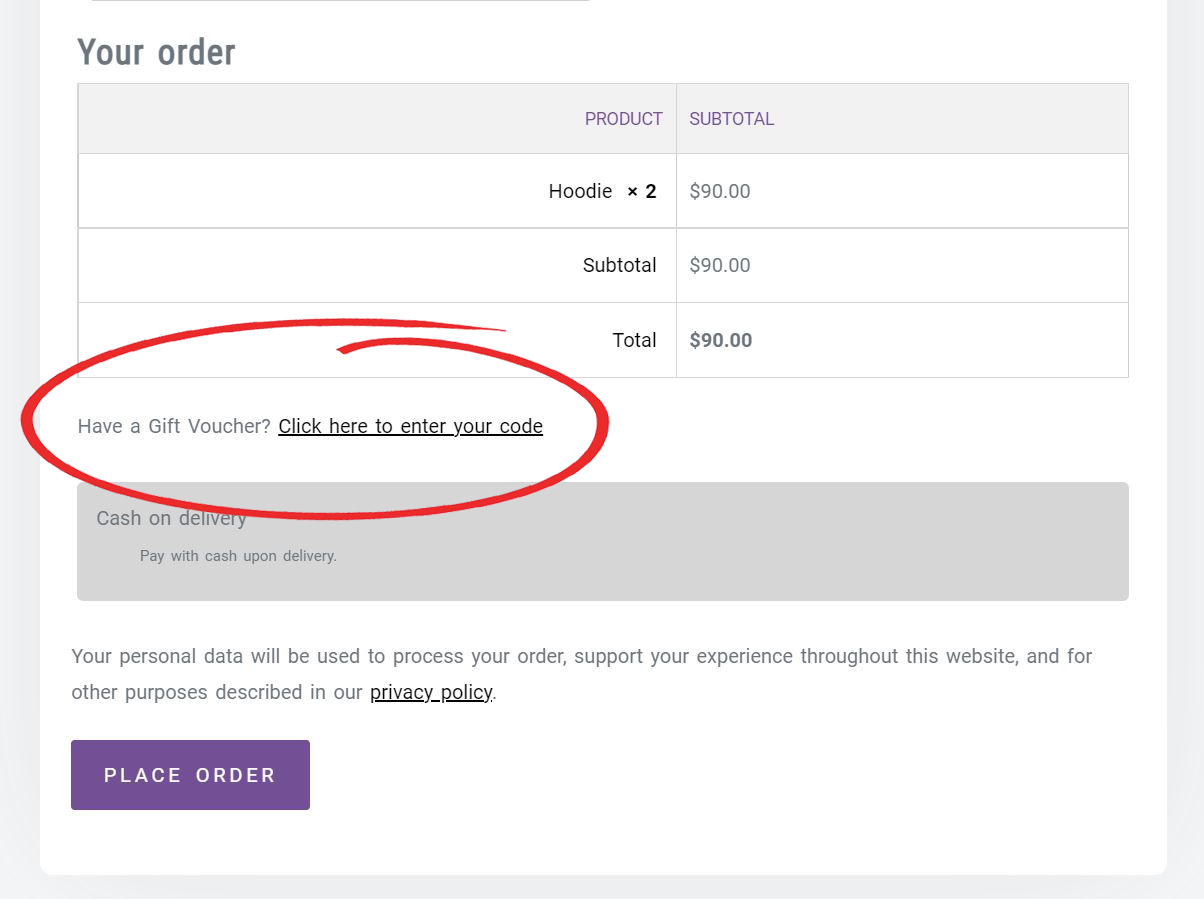 Your order
PRODUCT SUBTOTAL
Hoodie × 2 $90.00
Subtotal $90.00
Total $90.00
Have a Gift Voucher? Click here to enter your code
Cash on delivery
Pay with cash upon delivery.
Your personal data will be used to process your order, support your experience throughout this website, and for
other purposes described in our privacy policy.
PLACE ORDER